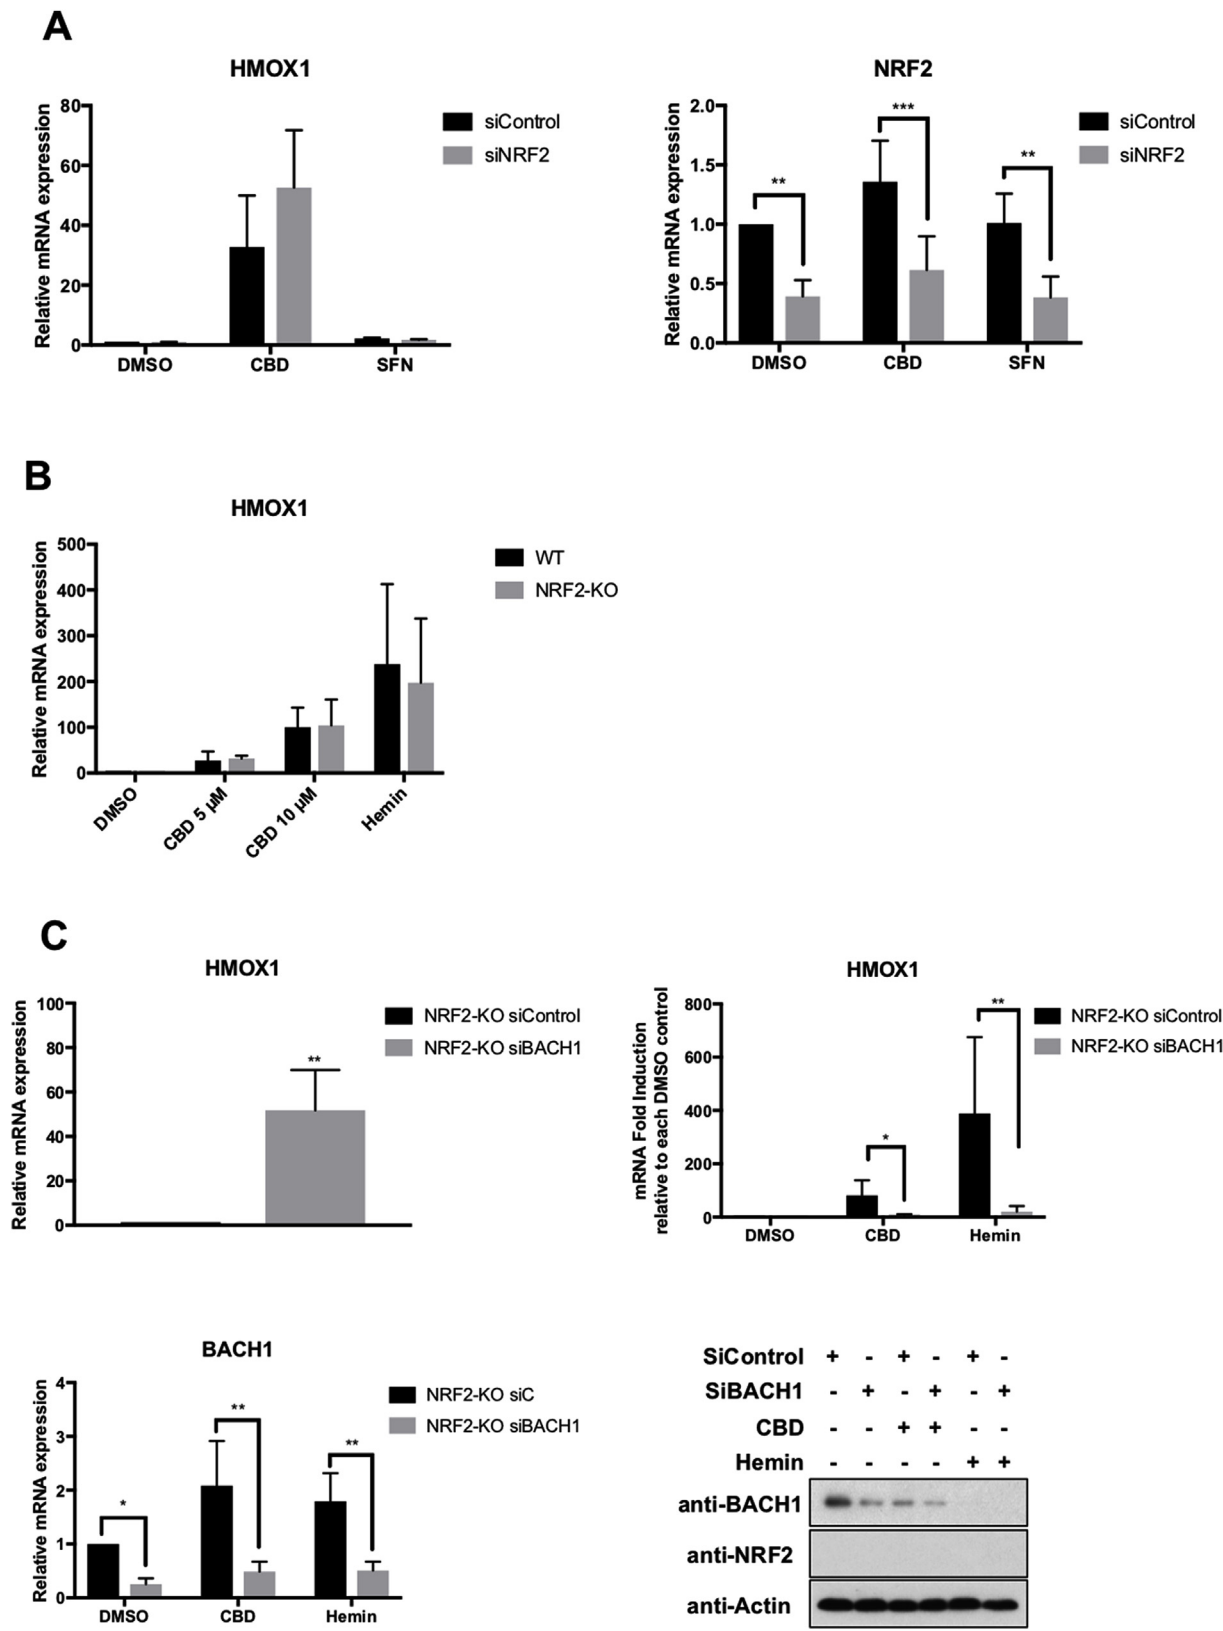 A
HMOX1
Relative mRNA expression
80
60
40
20
0
DMSO
CBD
SFN
siControl
siNRF2
NRF2
Relative mRNA expression
2.0
1.5
1.0
0.5
0.0
**
***
**
DMSO
CBD
SFN
siControl
siNRF2
B
HMOX1
Relative mRNA expression
500
400
300
200
100
0
DMSO
CBD 5 µM
CBD 10 µM
Hemin
WT
NRF2-KO
C
HMOX1
Relative mRNA expression
100
80
60
40
20
0
**
NRF2-KO siControl
NRF2-KO siBACH1
HMOX1
mRNA Fold Induction
relative to each DMSO control
800
600
400
200
0
*
**
DMSO
CBD
Hemin
NRF2-KO siControl
NRF2-KO siBACH1
BACH1
Relative mRNA expression
4
3
2
1
0
*
**
**
DMSO
CBD
Hemin
NRF2-KO siC
NRF2-KO siBACH1
SiControl + - + - + -
SiBACH1 - + - + - +
CBD - - + + - -
Hemin - - - - + +
anti-BACH1
anti-NRF2
anti-Actin